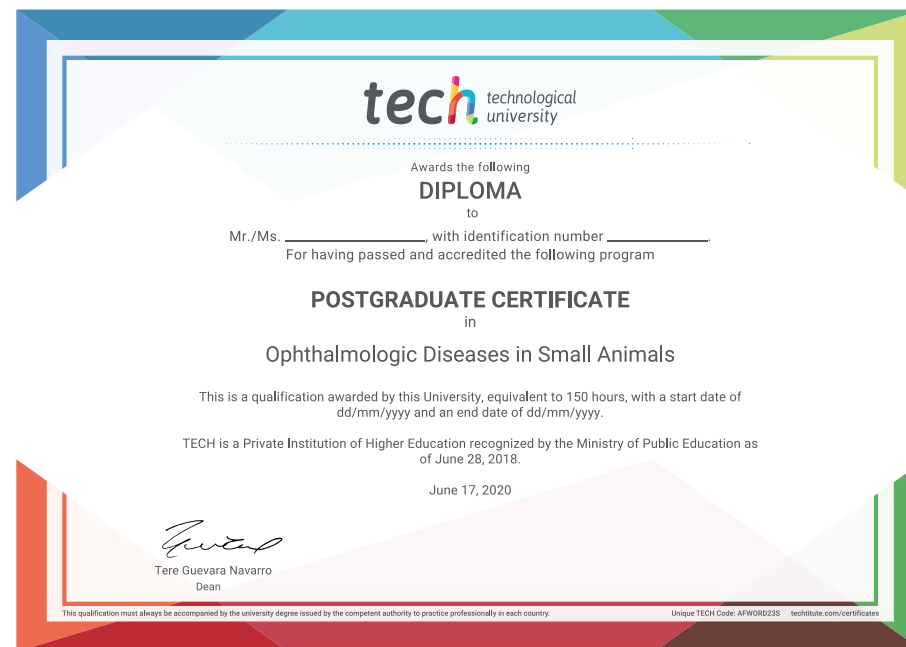 tech technological
university
Awards the following
DIPLOMA
to
Mr./Ms. ____________________, with identification number ______________.
For having passed and accredited the following program
POSTGRADUATE CERTIFICATE
in
Ophthalmologic Diseases in Small Animals
This is a qualification awarded by this University, equivalent to 150 hours, with a start date of
dd/mm/yyyy and an end date of dd/mm/yyyy.
TECH is a Private Institution of Higher Education recognized by the Ministry of Public Education as
of June 28, 2018.
June 17, 2020
Tere Guevara Navarro
Dean
This qualification must always be accompanied by the university degree issued by the competent authority to practice professionally in each country. Unique TECH Code: AFWORD23S techtitute.com/certificates